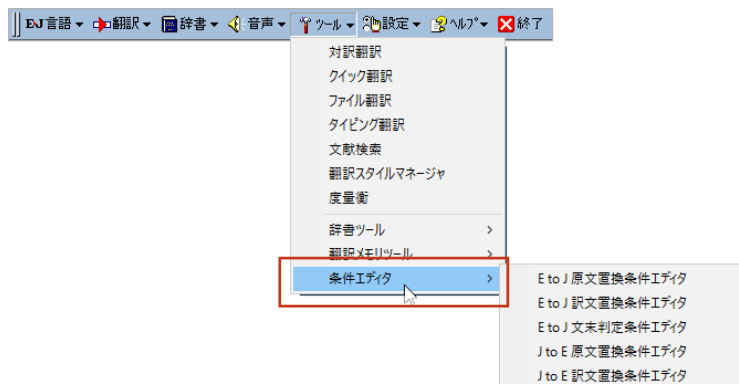 EtoJ言語 翻訳 辞書 音声 ツール 設定 ヘルプ 終了
対訳翻訳
クイック翻訳
ファイル翻訳
タイピング翻訳
文献検索
翻訳スタイルマネージャ
度量衡
辞書ツール
翻訳メモリツール
条件エディタ
E to J 原文置換条件エディタ
E to J 訳文置換条件エディタ
E to J 文末判定条件エディタ
J to E 原文置換条件エディタ
J to E 訳文置換条件エディタ